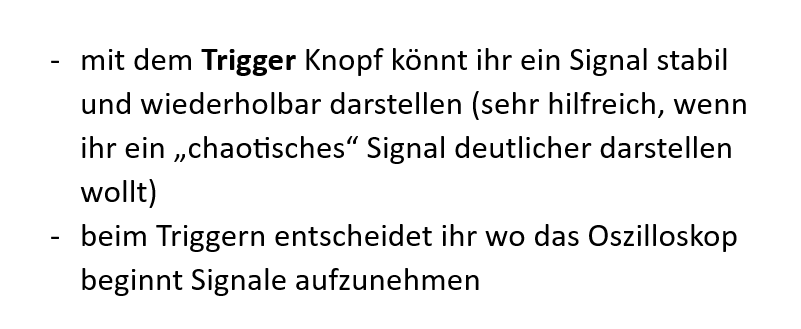 - mit dem Trigger Knopf könnt ihr ein Signal stabil
und wiederholbar darstellen (sehr hilfreich, wenn
ihr ein „chaotisches“ Signal deutlicher darstellen
wollt)
- beim Triggern entscheidet ihr wo das Oszilloskop
beginnt Signale aufzunehmen